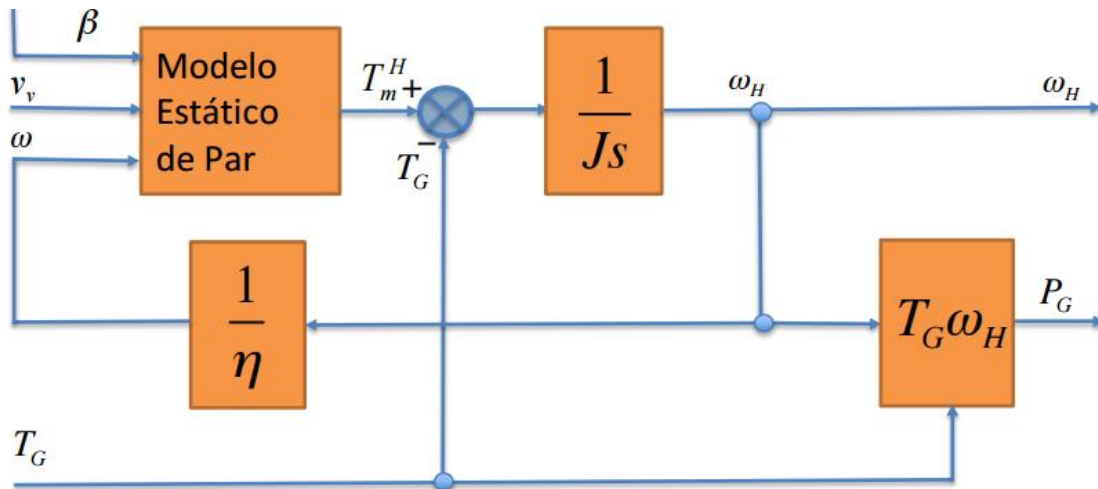 β
v_v
ω
Modelo
Estático
de Par
T_m^H
+
−
T_G
1
Js
ω_H
ω_H
1
η
T_Gω_H
P_G
T_G